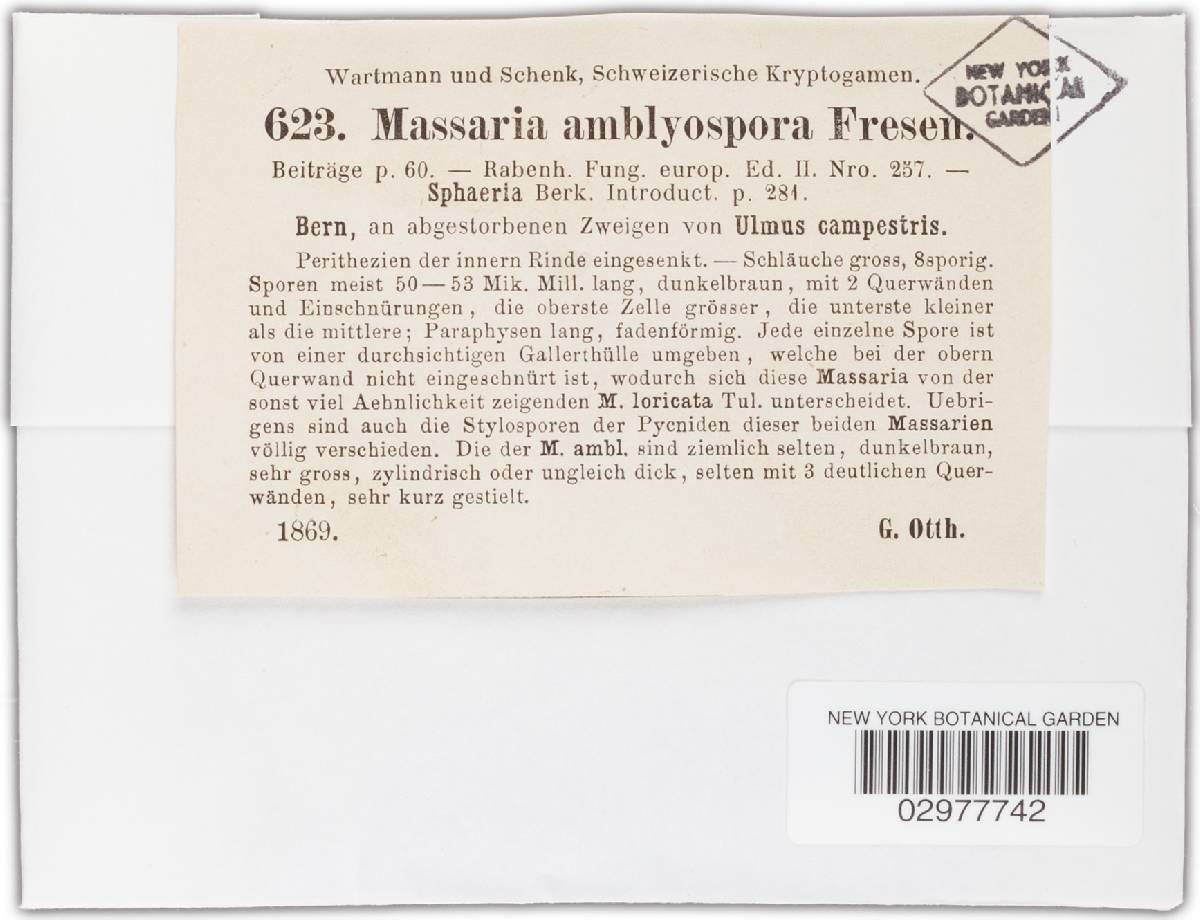 Wartmann und Schenk, Schweizerische Kryptogamen.
NEW YORK
BOTANICAL
GARDEN
623. Massaria amblyospora Fresen.
Beiträge p. 60. — Rabenh. Fung. europ. Ed. II. Nro. 257. —
Sphaeria Berk. Introduct. p. 281.
Bern, an abgestorbenen Zweigen von Ulmus campestris.
Perithezien der innern Rinde eingesenkt. — Schläuche gross, 8sporig.
Sporen meist 50—53 Mik. Mill. lang, dunkelbraun, mit 2 Querwänden
und Einschnürungen, die oberste Zelle grösser, die unterste kleiner
als die mittlere; Paraphysen lang, fadenförmig. Jede einzelne Spore ist
von einer durchsichtigen Gallerthülle umgeben, welche bei der obern
Querwand nicht eingeschnürt ist, wodurch sich diese Massaria von der
sonst viel Aehnlichkeit zeigenden M. loricata Tul. unterscheidet. Uebri-
gens sind auch die Stylosporen der Pycniden dieser beiden Massarien
völlig verschieden. Die der M. ambl. sind ziemlich selten, dunkelbraun,
sehr gross, zylindrisch oder ungleich dick, selten mit 3 deutlichen Quer-
wänden, sehr kurz gestielt.
1869. G. Otth.
NEW YORK BOTANICAL GARDEN
02977742